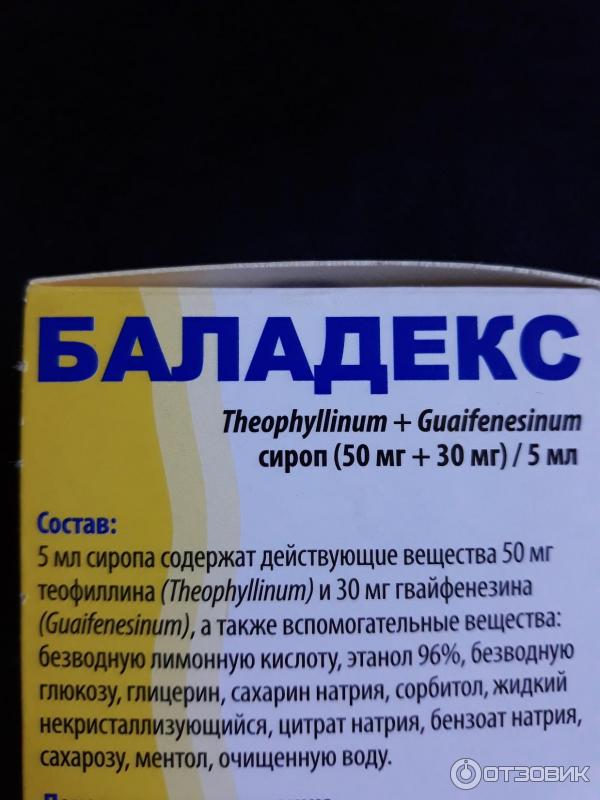 БАЛАДЕКС
Theophyllinum + Guaifenesinum
сироп (50 мг + 30 мг) / 5 мл
Состав:
5 мл сиропа содержат действующие вещества 50 мг
теофиллина (Theophyllinum) и 30 мг гвайфенезина
(Guaifenesinum), а также вспомогательные вещества:
безводную лимонную кислоту, этанол 96%, безводную
глюкозу, глицерин, сахарин натрия, сорбитол, жидкий
некристаллизующийся, цитрат натрия, бензоат натрия,
сахарозу, ментол, очищенную воду.
ОТЗОВИК